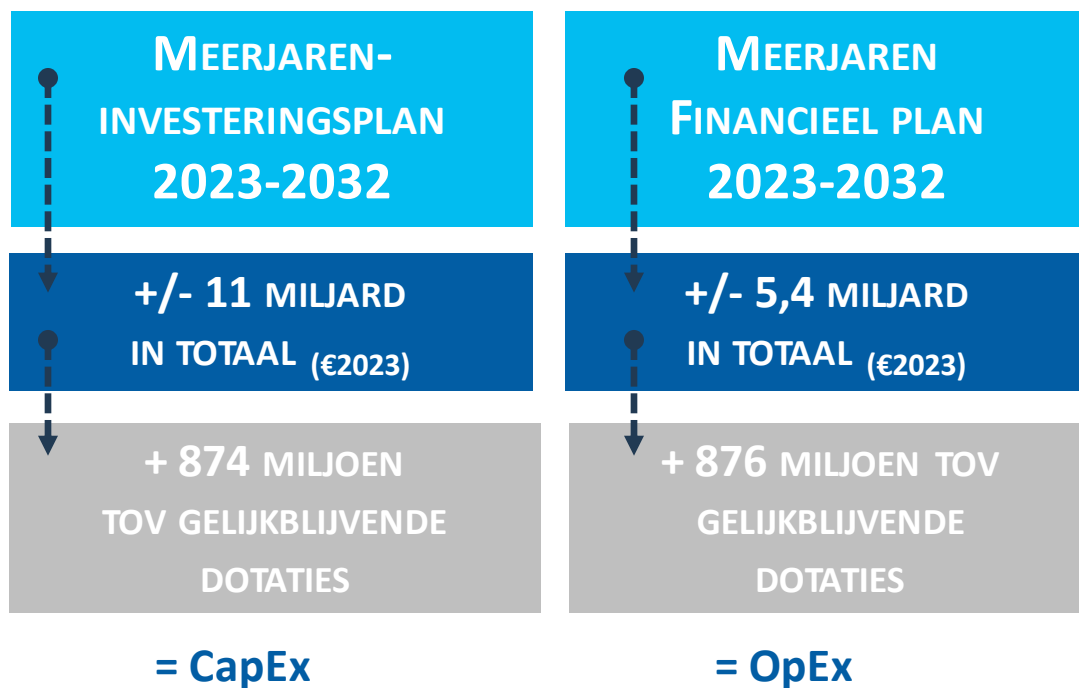 MEERJAREN-
INVESTERINGSPLAN
2023-2032
+/- 11 MILJARD
IN TOTAAL (€2023)
+ 874 MILJOEN
TOV GELIJKBLIJVENDE
DOTATIES
= CapEx
MEERJAREN
FINANCIEEL PLAN
2023-2032
+/- 5,4 MILJARD
IN TOTAAL (€2023)
+ 876 MILJOEN TOV
GELIJKBLIJVENDE
DOTATIES
= OpEx